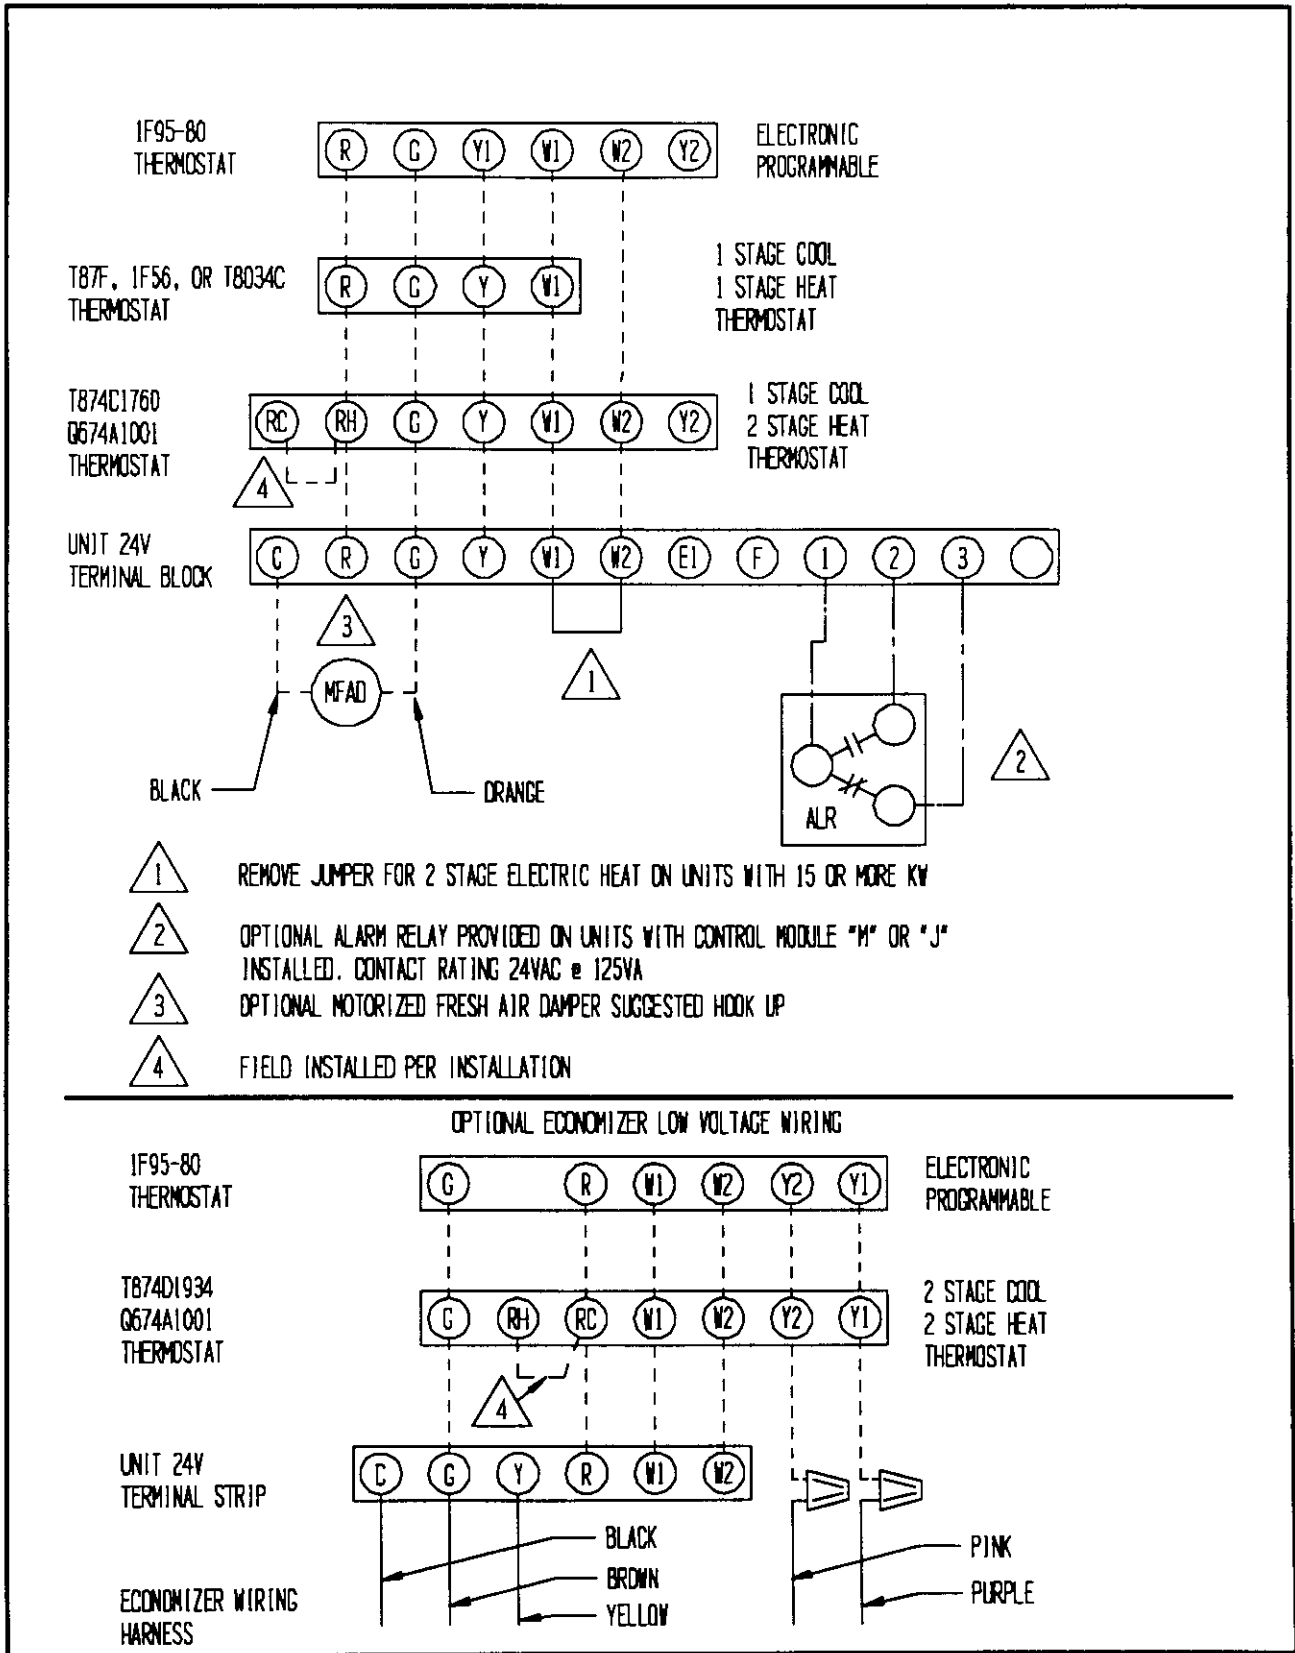 1F95-80
THERMOSTAT
R G Y1 W1 W2 Y2
ELECTRONIC
PROGRAMMABLE
T87F, 1F56, OR T8034C
THERMOSTAT
R G Y W1
1 STAGE COOL
1 STAGE HEAT
THERMOSTAT
T874C1760
Q674A1001
THERMOSTAT
RC RH G Y W1 W2 Y2
1 STAGE COOL
2 STAGE HEAT
THERMOSTAT
4
UNIT 24V
TERMINAL BLOCK
C R G Y W1 W2 E1 F 1 2 3
3
1
MFAD
2
BLACK
ORANGE
ALR
1 REMOVE JUMPER FOR 2 STAGE ELECTRIC HEAT ON UNITS WITH 15 OR MORE KW
2 OPTIONAL ALARM RELAY PROVIDED ON UNITS WITH CONTROL MODULE "M" OR "J"
INSTALLED. CONTACT RATING 24VAC @ 125VA
3 OPTIONAL MOTORIZED FRESH AIR DAMPER SUGGESTED HOOK UP
4 FIELD INSTALLED PER INSTALLATION
OPTIONAL ECONOMIZER LOW VOLTAGE WIRING
1F95-80
THERMOSTAT
G R W1 W2 Y2 Y1
ELECTRONIC
PROGRAMMABLE
T874D1934
Q674A1001
THERMOSTAT
G RH RC W1 W2 Y2 Y1
2 STAGE COOL
2 STAGE HEAT
THERMOSTAT
4
UNIT 24V
TERMINAL STRIP
C G Y R W1 W2
BLACK
BROWN
YELLOW
PINK
PURPLE
ECONOMIZER WIRING
HARNESS